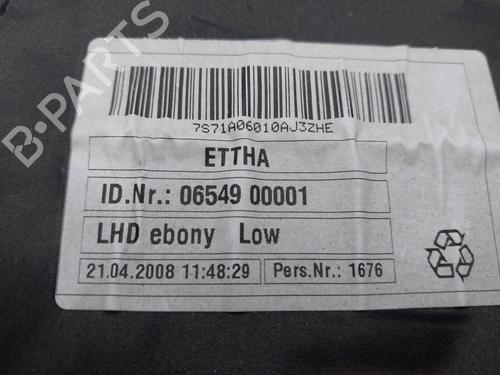 B-PARTS
7S71A06010AJ3ZHE
ETTHA
ID.Nr.: 06549 00001
LHD ebony Low
21.04.2008 11:48:29 Pers.Nr.: 1676